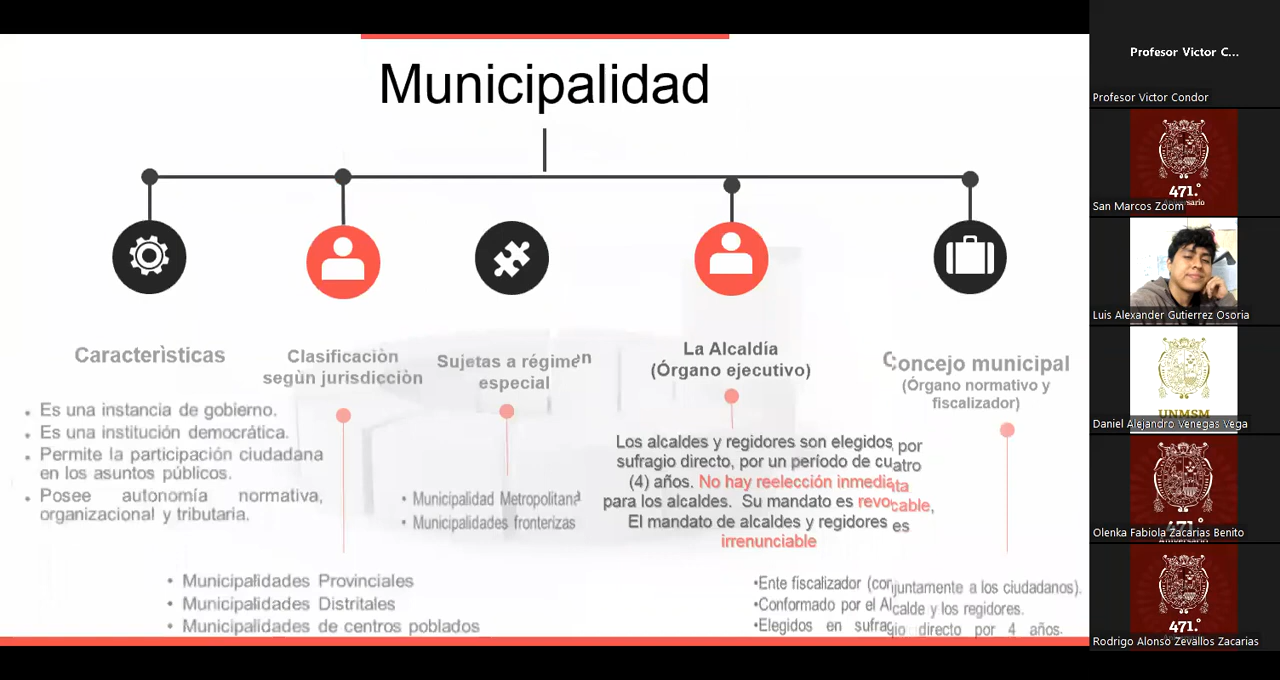 Municipalidad
Caracterìsticas
• Es una instancia de gobierno.
• Es una institución democrática.
• Permite la participación ciudadana
en los asuntos públicos.
• Posee autonomía normativa,
organizacional y tributaria.
Clasificaciòn
segùn jurisdicciòn
• Municipalidades Provinciales
• Municipalidades Distritales
• Municipalidades de centros poblados
Sujetas a régimen
especial
• Municipalidad Metropolitana
• Municipalidades fronterizas
La Alcaldía
(Órgano ejecutivo)
Los alcaldes y regidores son elegidos por
sufragio directo, por un período de cuatro
(4) años. No hay reelección inmediata
para los alcaldes. Su mandato es revocable,
El mandato de alcaldes y regidores es
irrenunciable
Concejo municipal
(Órgano normativo y
fiscalizador)
•Ente fiscalizador (conjuntamente a los ciudadanos).
•Conformado por el Alcalde y los regidores.
•Elegidos en sufragio directo por 4 años.
Profesor Victor C...
Profesor Victor Condor
471.°
San Marcos Zoom
Luis Alexander Gutierrez Osoria
UNMSM
Daniel Alejandro Venegas Vega
471.°
Olenka Fabiola Zacarias Benito
471.°
Rodrigo Alonso Zevallos Zacarias